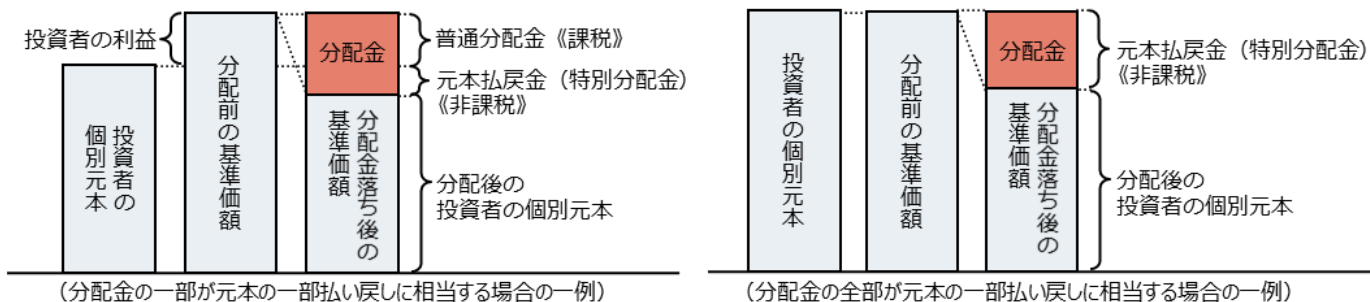 投資者の利益
投資者の
個別元本
分配前の基準価額
分配金
分配金落ち後の
基準価額
普通分配金《課税》
元本払戻金（特別分配金）
《非課税》
分配後の
投資者の個別元本
（分配金の一部が元本の一部払い戻しに相当する場合の一例）
投資者の個別元本
分配前の基準価額
分配金
分配金落ち後の
基準価額
元本払戻金（特別分配金）
《非課税》
分配後の
投資者の個別元本
（分配金の全部が元本の一部払い戻しに相当する場合の一例）